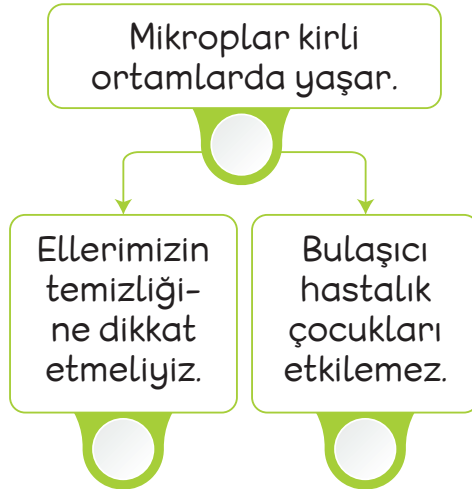 Mikroplar kirli
ortamlarda yaşar.
Ellerimizin
temizliği-
ne dikkat
etmeliyiz.
Bulaşıcı
hastalık
çocukları
etkilemez.